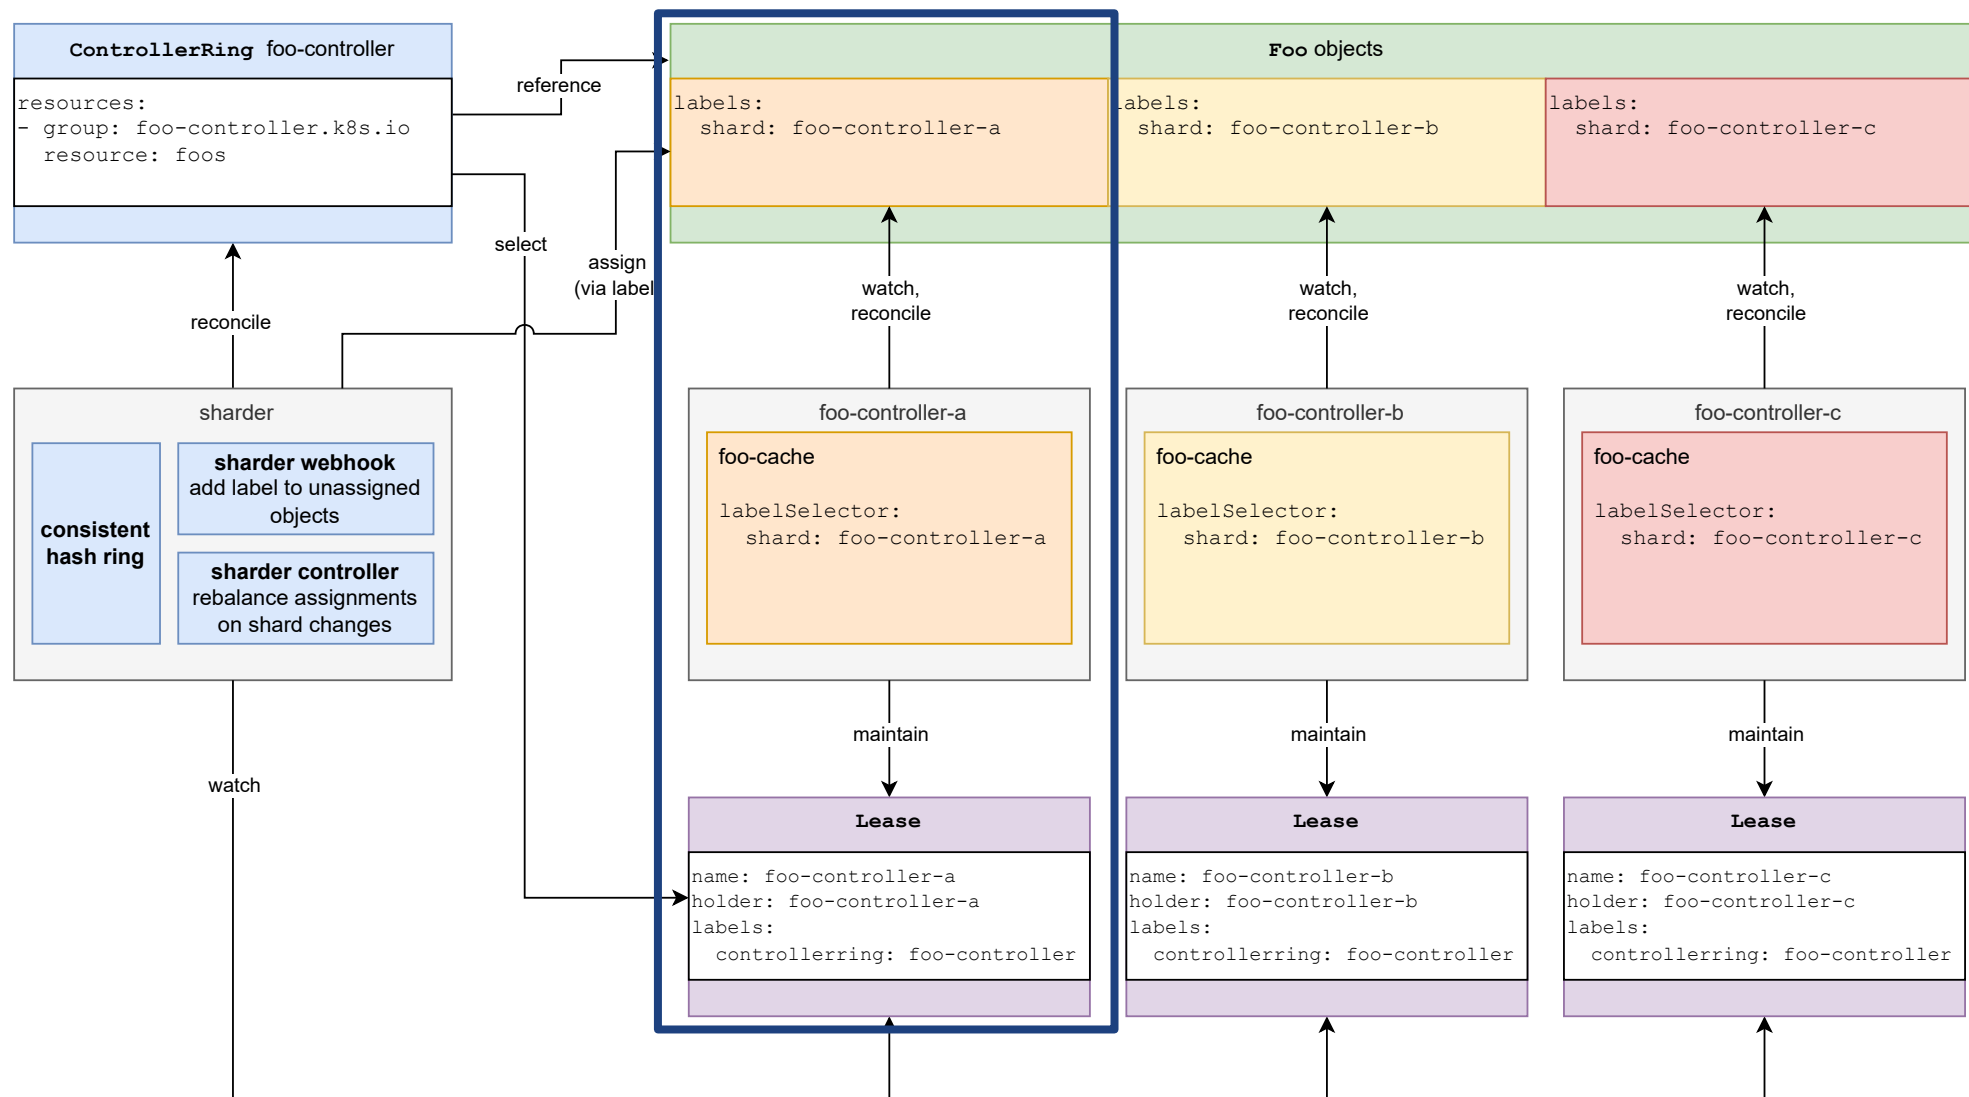 ControllerRing foo-controller
resources:
- group: foo-controller.k8s.io
  resource: foos
reference
select
assign
(via label
reconcile
Foo objects
labels:
  shard: foo-controller-a
labels:
  shard: foo-controller-b
labels:
  shard: foo-controller-c
watch,
reconcile
watch,
reconcile
watch,
reconcile
sharder
consistent
hash ring
sharder webhook
add label to unassigned
objects
sharder controller
rebalance assignments
on shard changes
foo-controller-a
foo-cache
labelSelector:
  shard: foo-controller-a
foo-controller-b
foo-cache
labelSelector:
  shard: foo-controller-b
foo-controller-c
foo-cache
labelSelector:
  shard: foo-controller-c
watch
maintain
maintain
maintain
Lease
name: foo-controller-a
holder: foo-controller-a
labels:
  controllerring: foo-controller
Lease
name: foo-controller-b
holder: foo-controller-b
labels:
  controllerring: foo-controller
Lease
name: foo-controller-c
holder: foo-controller-c
labels:
  controllerring: foo-controller